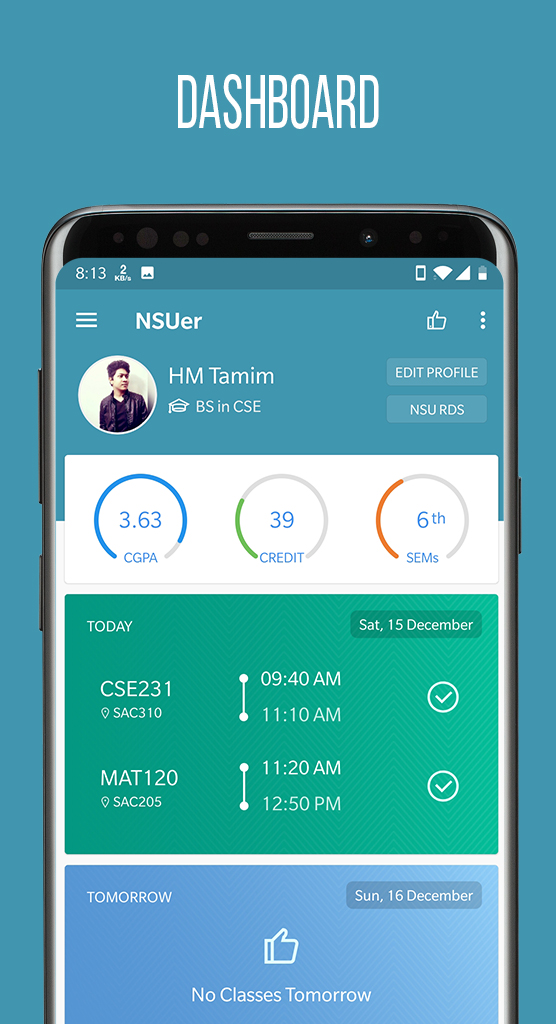 DASHBOARD
8:13 2 KB/s
NSUer
HM Tamim
EDIT PROFILE
BS in CSE
NSU RDS
3.63 39 6th
CGPA CREDIT SEMs
TODAY Sat, 15 December
CSE231 09:40 AM
SAC310 11:10 AM
MAT120 11:20 AM
SAC205 12:50 PM
TOMORROW Sun, 16 December
No Classes Tomorrow